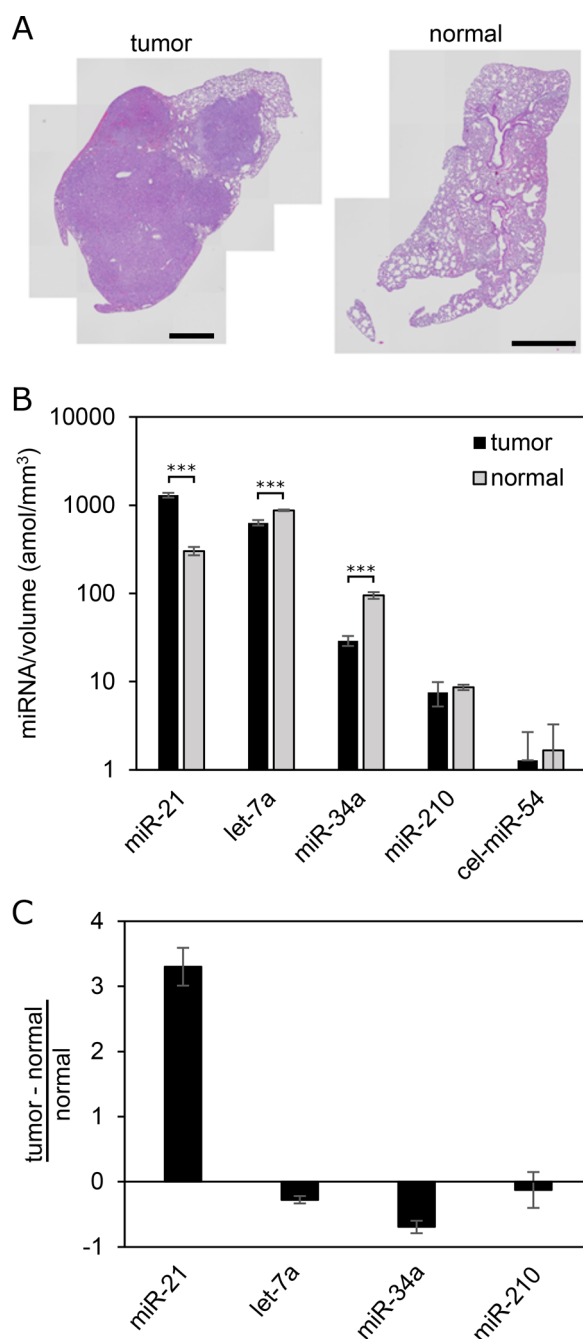 A
tumor
normal
B
10000
1000
100
10
1
miRNA/volume (amol/mm³)
***
***
***
tumor
normal
miR-21
let-7a
miR-34a
miR-210
cel-miR-54
C
4
3
2
1
0
-1
tumor - normal
normal
miR-21
let-7a
miR-34a
miR-210